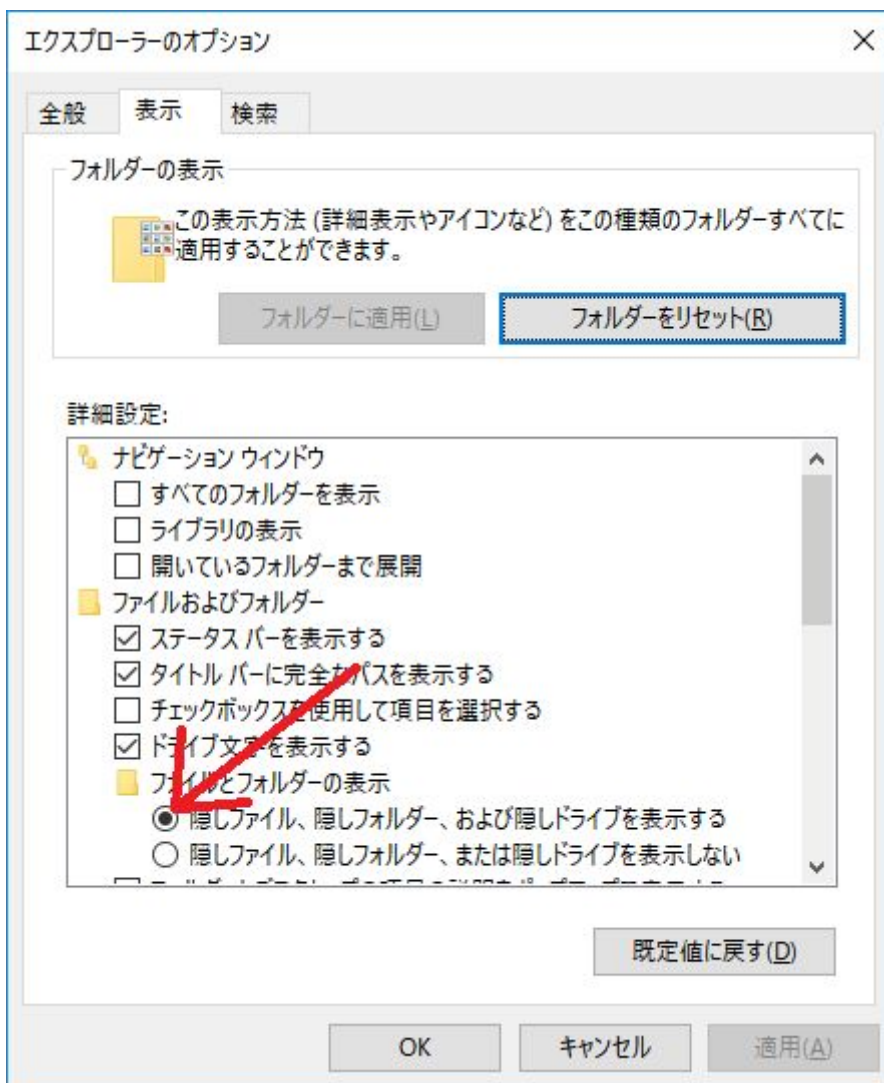 エクスプローラーのオプション
全般 表示 検索
フォルダーの表示
この表示方法 (詳細表示やアイコンなど) をこの種類のフォルダーすべてに
適用することができます。
フォルダーに適用(L) フォルダーをリセット(R)
詳細設定:
ナビゲーション ウィンドウ
すべてのフォルダーを表示
ライブラリの表示
開いているフォルダーまで展開
ファイルおよびフォルダー
ステータス バーを表示する
タイトル バーに完全なパスを表示する
チェックボックスを使用して項目を選択する
ドライブ文字を表示する
ファイルとフォルダーの表示
隠しファイル、隠しフォルダー、および隠しドライブを表示する
隠しファイル、隠しフォルダー、または隠しドライブを表示しない
既定値に戻す(D)
OK キャンセル 適用(A)